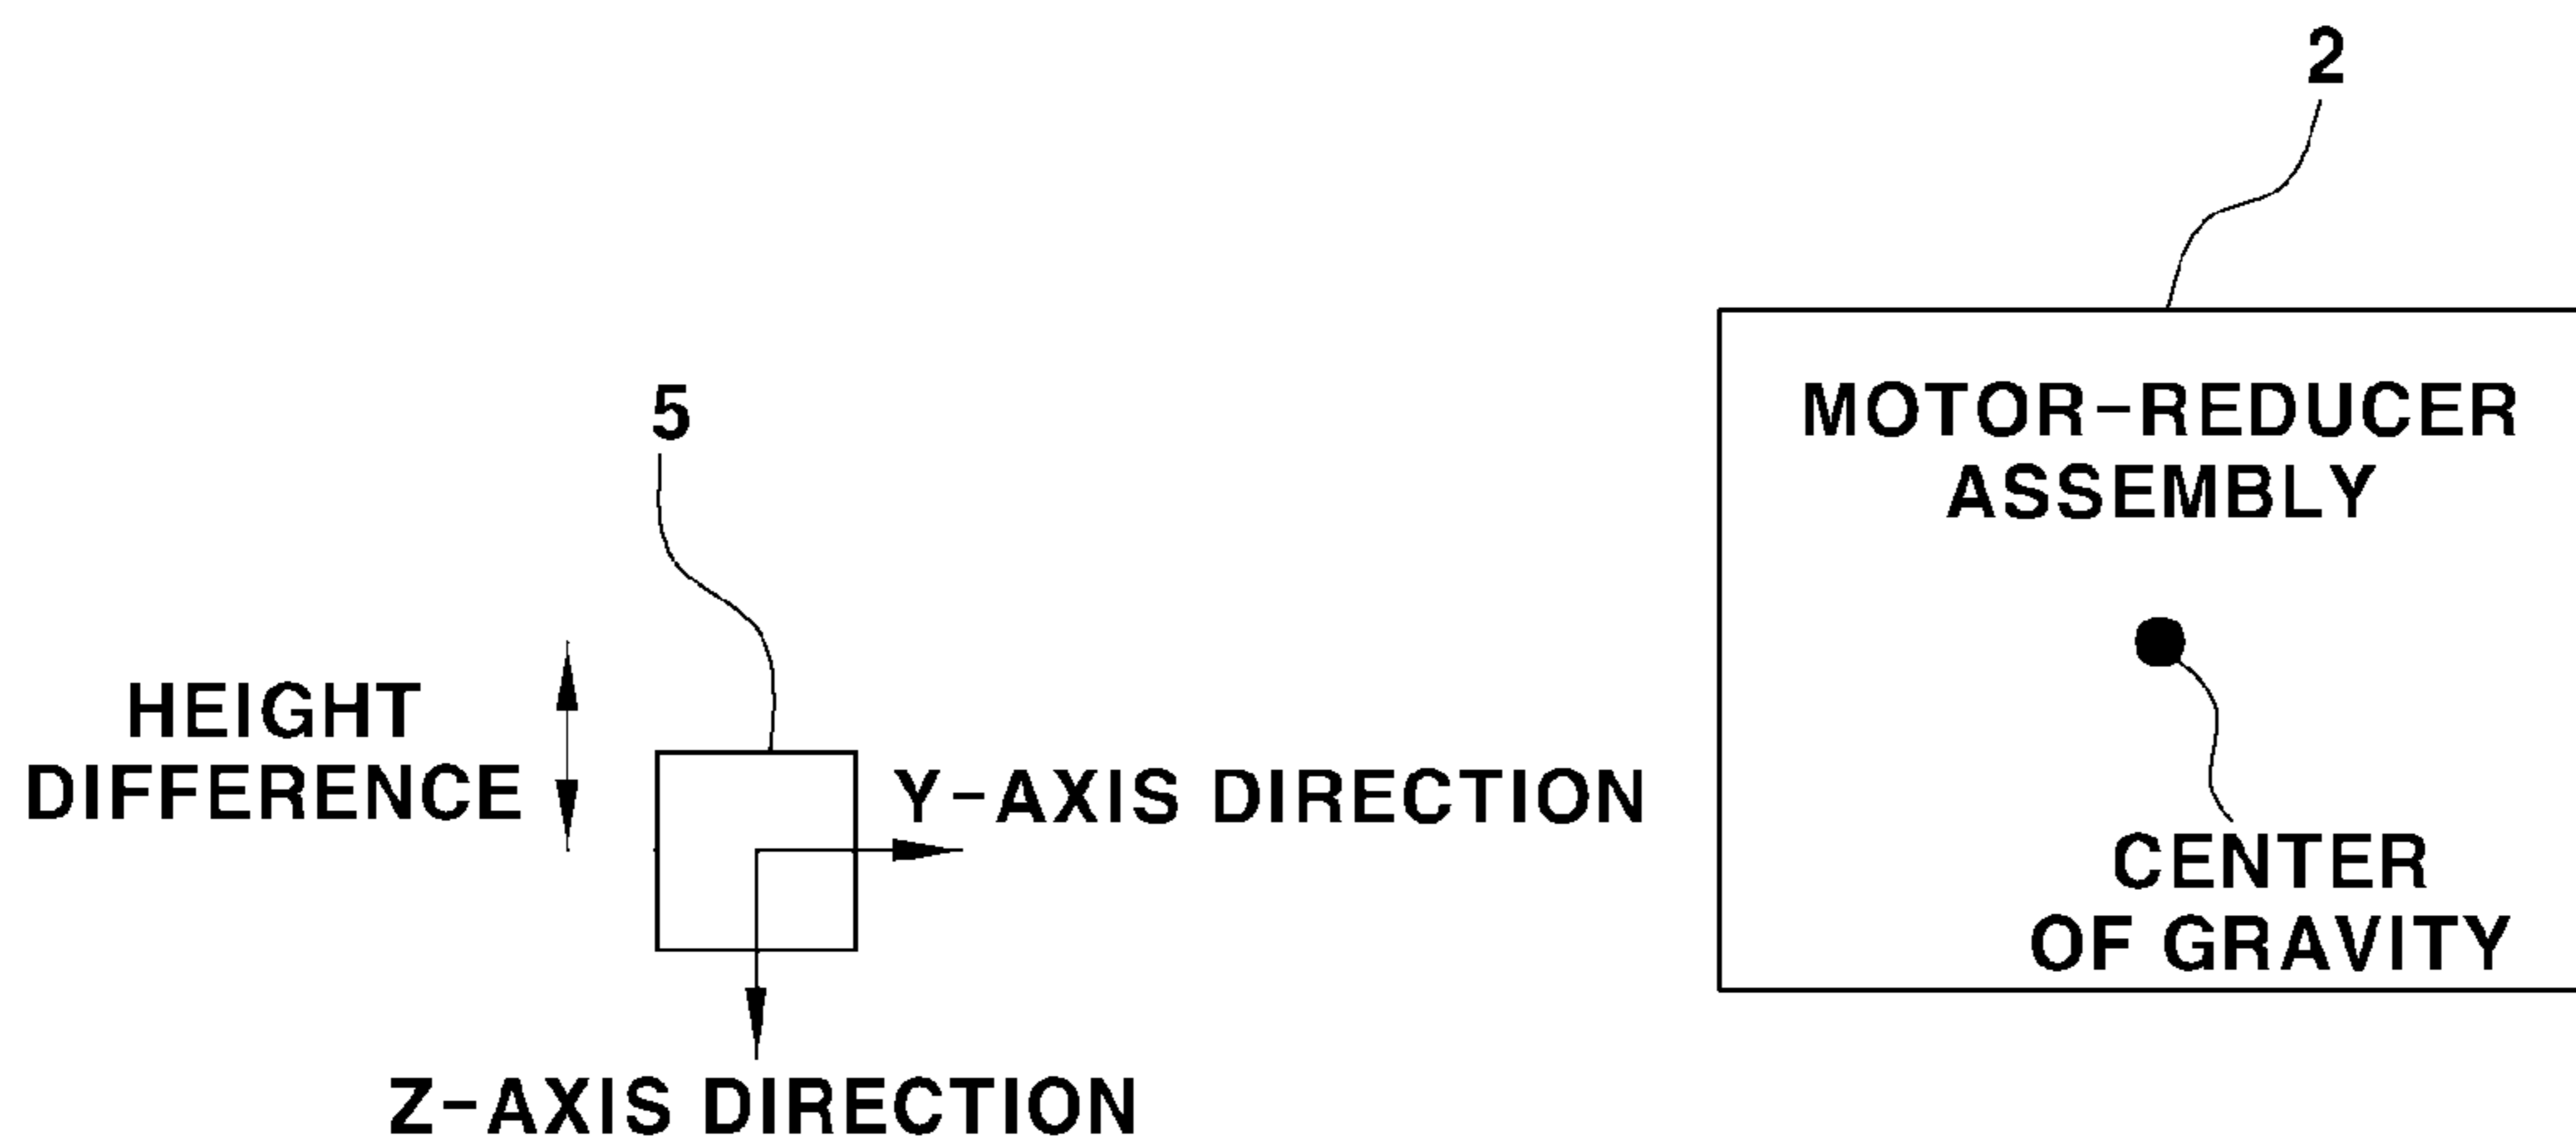 2
5
MOTOR-REDUCER
ASSEMBLY
HEIGHT
DIFFERENCE
Y-AXIS DIRECTION
CENTER
OF GRAVITY
Z-AXIS DIRECTION